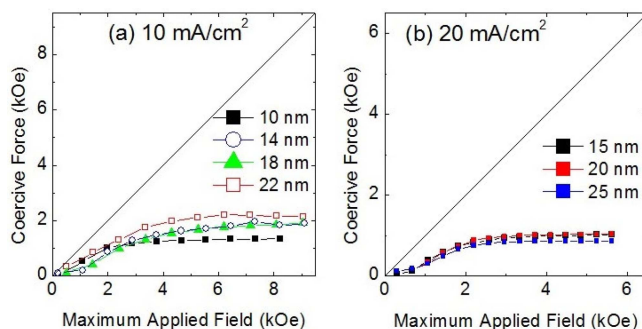 (a) 10 mA/cm²
Coercive Force (kOe)
8
6
4
2
0
10 nm
14 nm
18 nm
22 nm
0 2 4 6 8
Maximum Applied Field (kOe)
(b) 20 mA/cm²
Coercive Force (kOe)
6
4
2
0
15 nm
20 nm
25 nm
0 2 4 6
Maximum Applied Field (kOe)